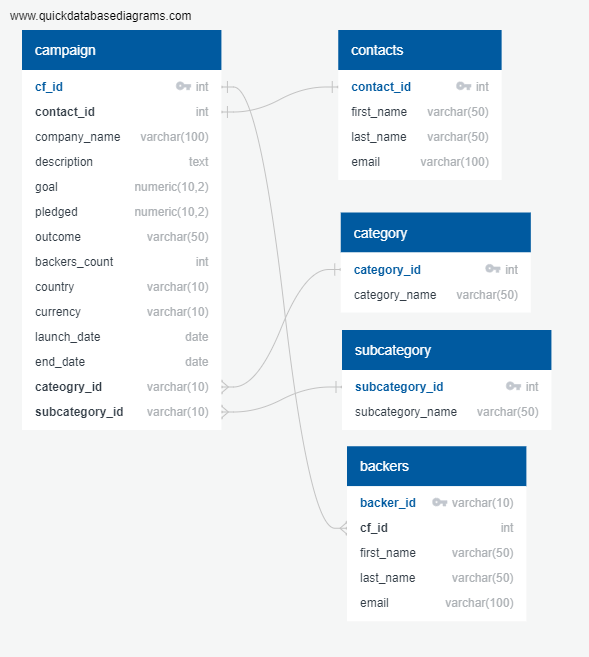 www.quickdatabasediagrams.com
campaign
cf_id int
contact_id int
company_name varchar(100)
description text
goal numeric(10,2)
pledged numeric(10,2)
outcome varchar(50)
backers_count int
country varchar(10)
currency varchar(10)
launch_date date
end_date date
cateogry_id varchar(10)
subcategory_id varchar(10)
contacts
contact_id int
first_name varchar(50)
last_name varchar(50)
email varchar(100)
category
category_id int
category_name varchar(50)
subcategory
subcategory_id int
subcategory_name varchar(50)
backers
backer_id varchar(10)
cf_id int
first_name varchar(50)
last_name varchar(50)
email varchar(100)